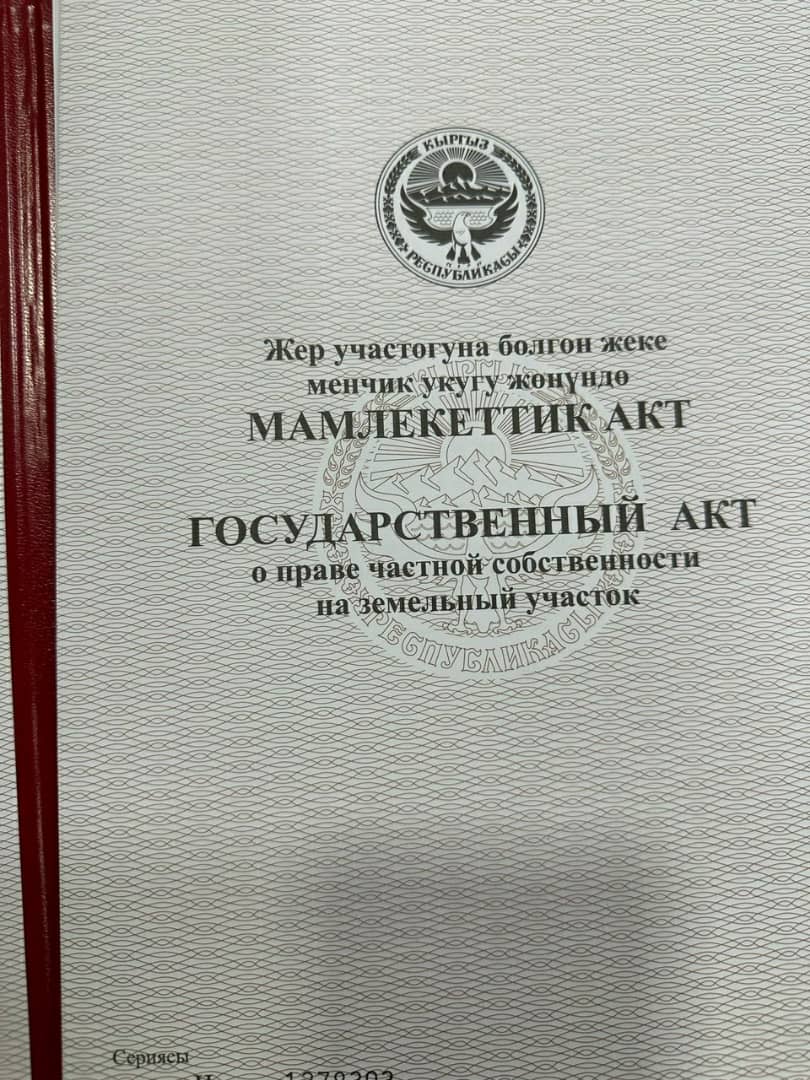 КЫРГЫЗ
РЕСПУБЛИКАСЫ
Жер участогуна болгон жеке
менчик укугу жөнүндө
МАМЛЕКЕТТИК АКТ
ГОСУДАРСТВЕННЫЙ АКТ
о праве частной собственности
на земельный участок
РЕСПУБЛИКАСЫ
Сериясы